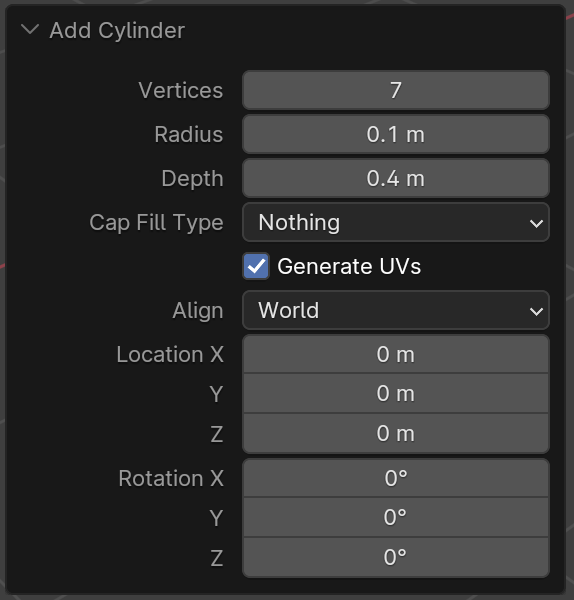 Add Cylinder
Vertices 7
Radius 0.1 m
Depth 0.4 m
Cap Fill Type Nothing
Generate UVs
Align World
Location X 0 m
Y 0 m
Z 0 m
Rotation X 0°
Y 0°
Z 0°